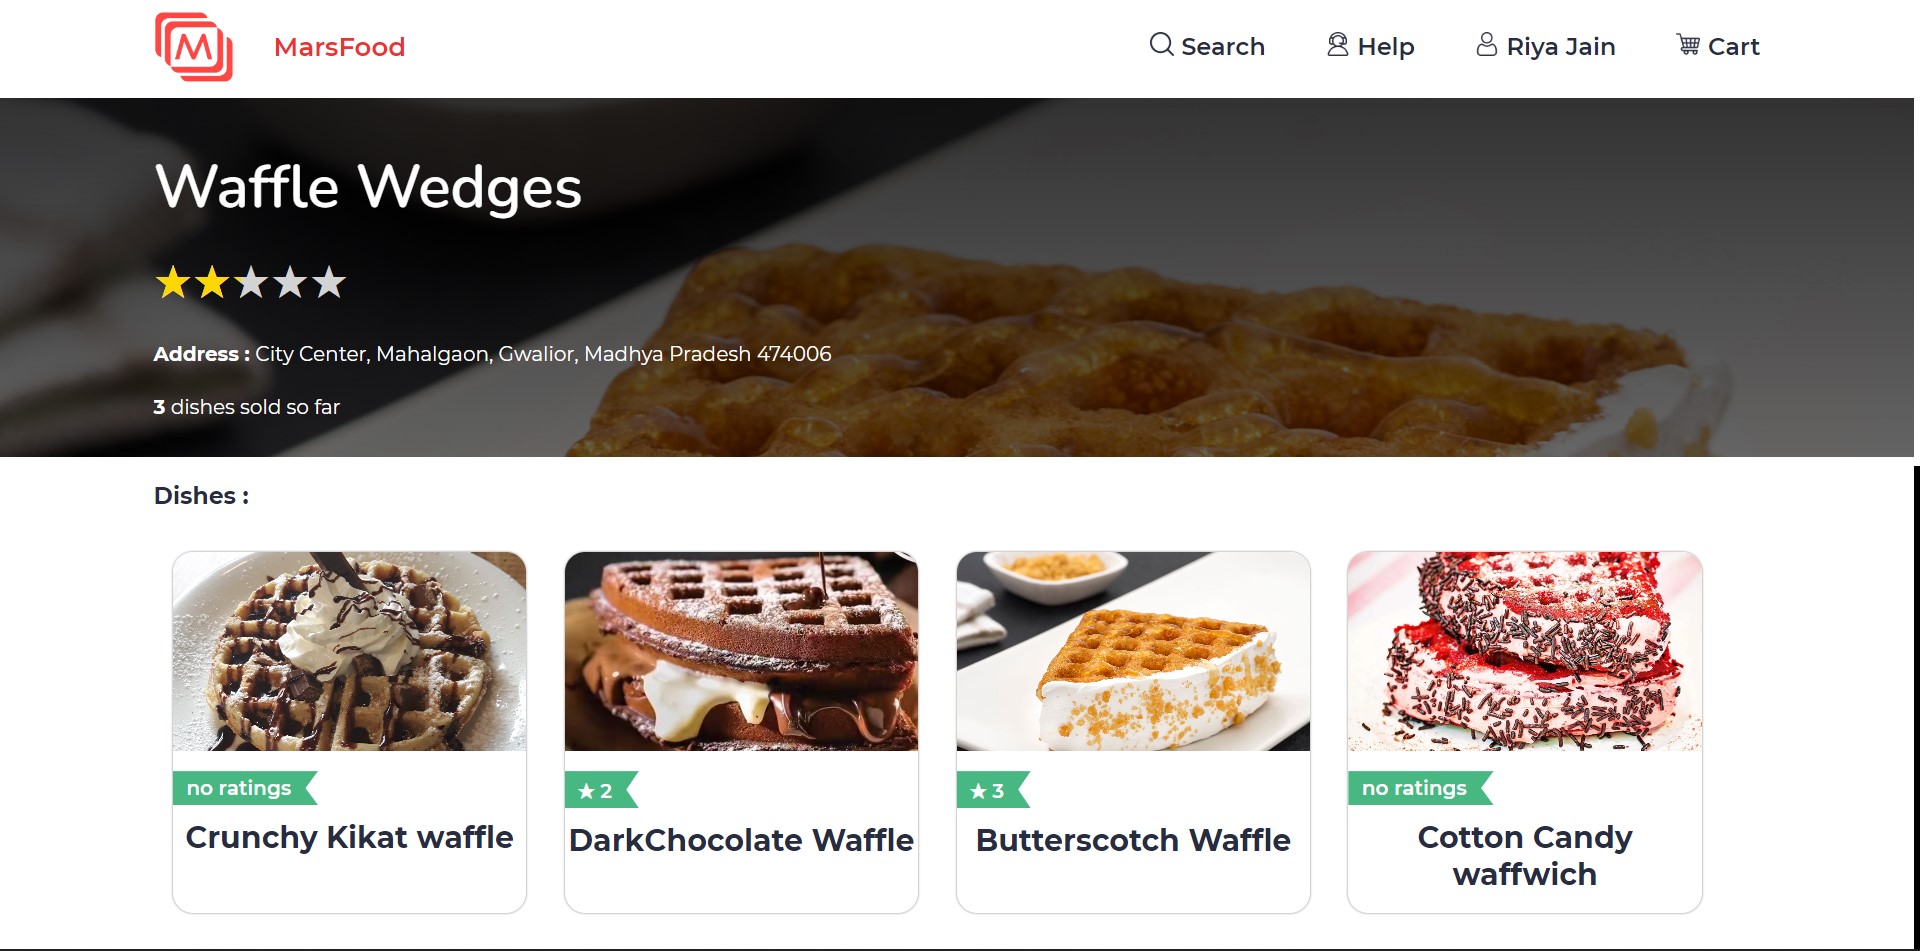 M
MarsFood
Search
Help
Riya Jain
Cart
Waffle Wedges
★★★★★
Address : City Center, Mahalgaon, Gwalior, Madhya Pradesh 474006
3 dishes sold so far
Dishes :
no ratings
Crunchy Kikat waffle
★ 2
DarkChocolate Waffle
★ 3
Butterscotch Waffle
no ratings
Cotton Candy
waffwich